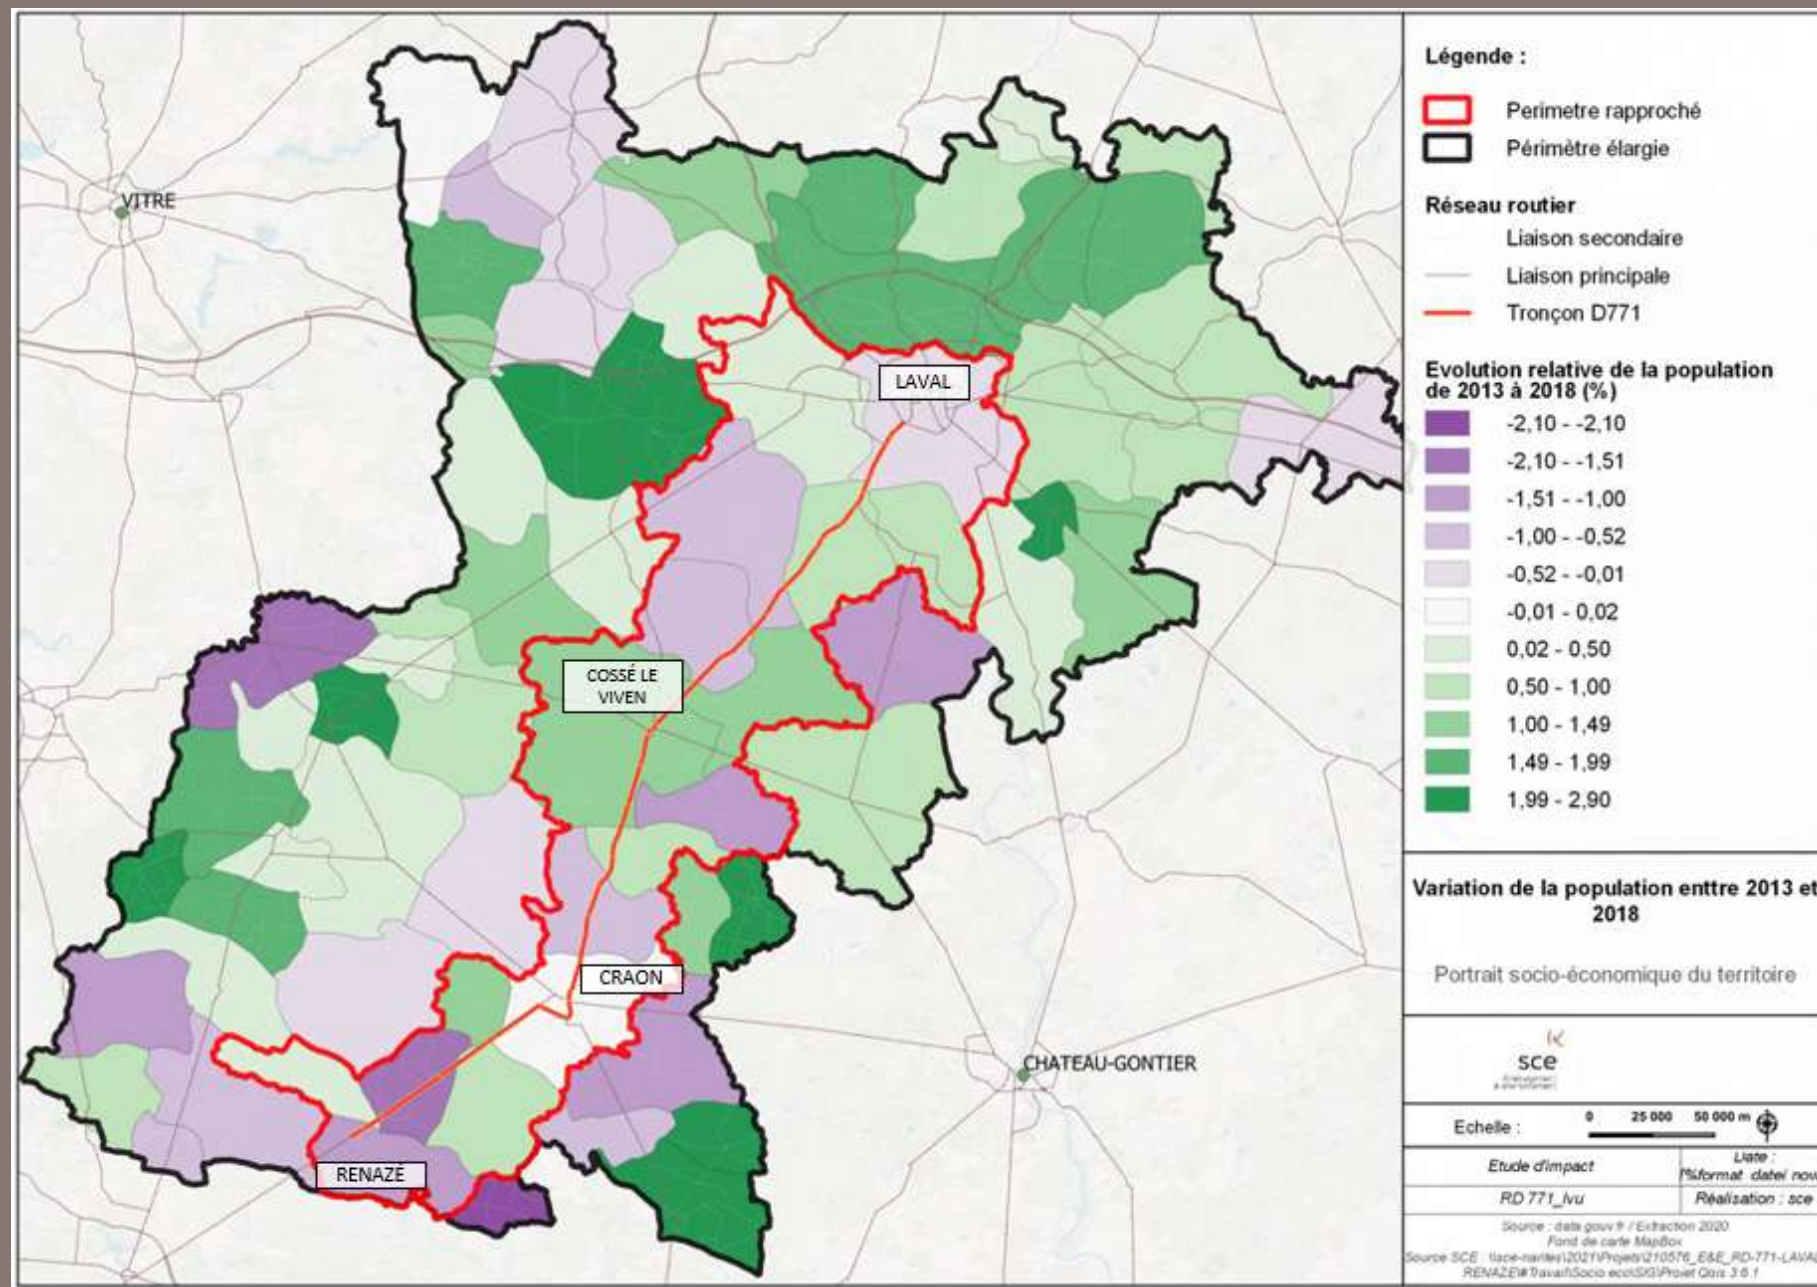 VITRE
LAVAL
COSSÉ LE
VIVEN
CRAON
CHATEAU-GONTIER
RENAZÉ
Légende :
Perimetre rapproché
Périmètre élargie
Réseau routier
Liaison secondaire
Liaison principale
Tronçon D771
Evolution relative de la population
de 2013 à 2018 (%)
-2,10 - -2,10
-2,10 - -1,51
-1,51 - -1,00
-1,00 - -0,52
-0,52 - -0,01
-0,01 - 0,02
0,02 - 0,50
0,50 - 1,00
1,00 - 1,49
1,49 - 1,99
1,99 - 2,90
Variation de la population enttre 2013 et
2018
Portrait socio-économique du territoire
sce
Echelle :
0 25 000 50 000 m
Etude d'impact
Date :
RD 771_lvu
Réalisation : sce
Source : data gouv fr / Extraction 2020
Fond de carte MapBox